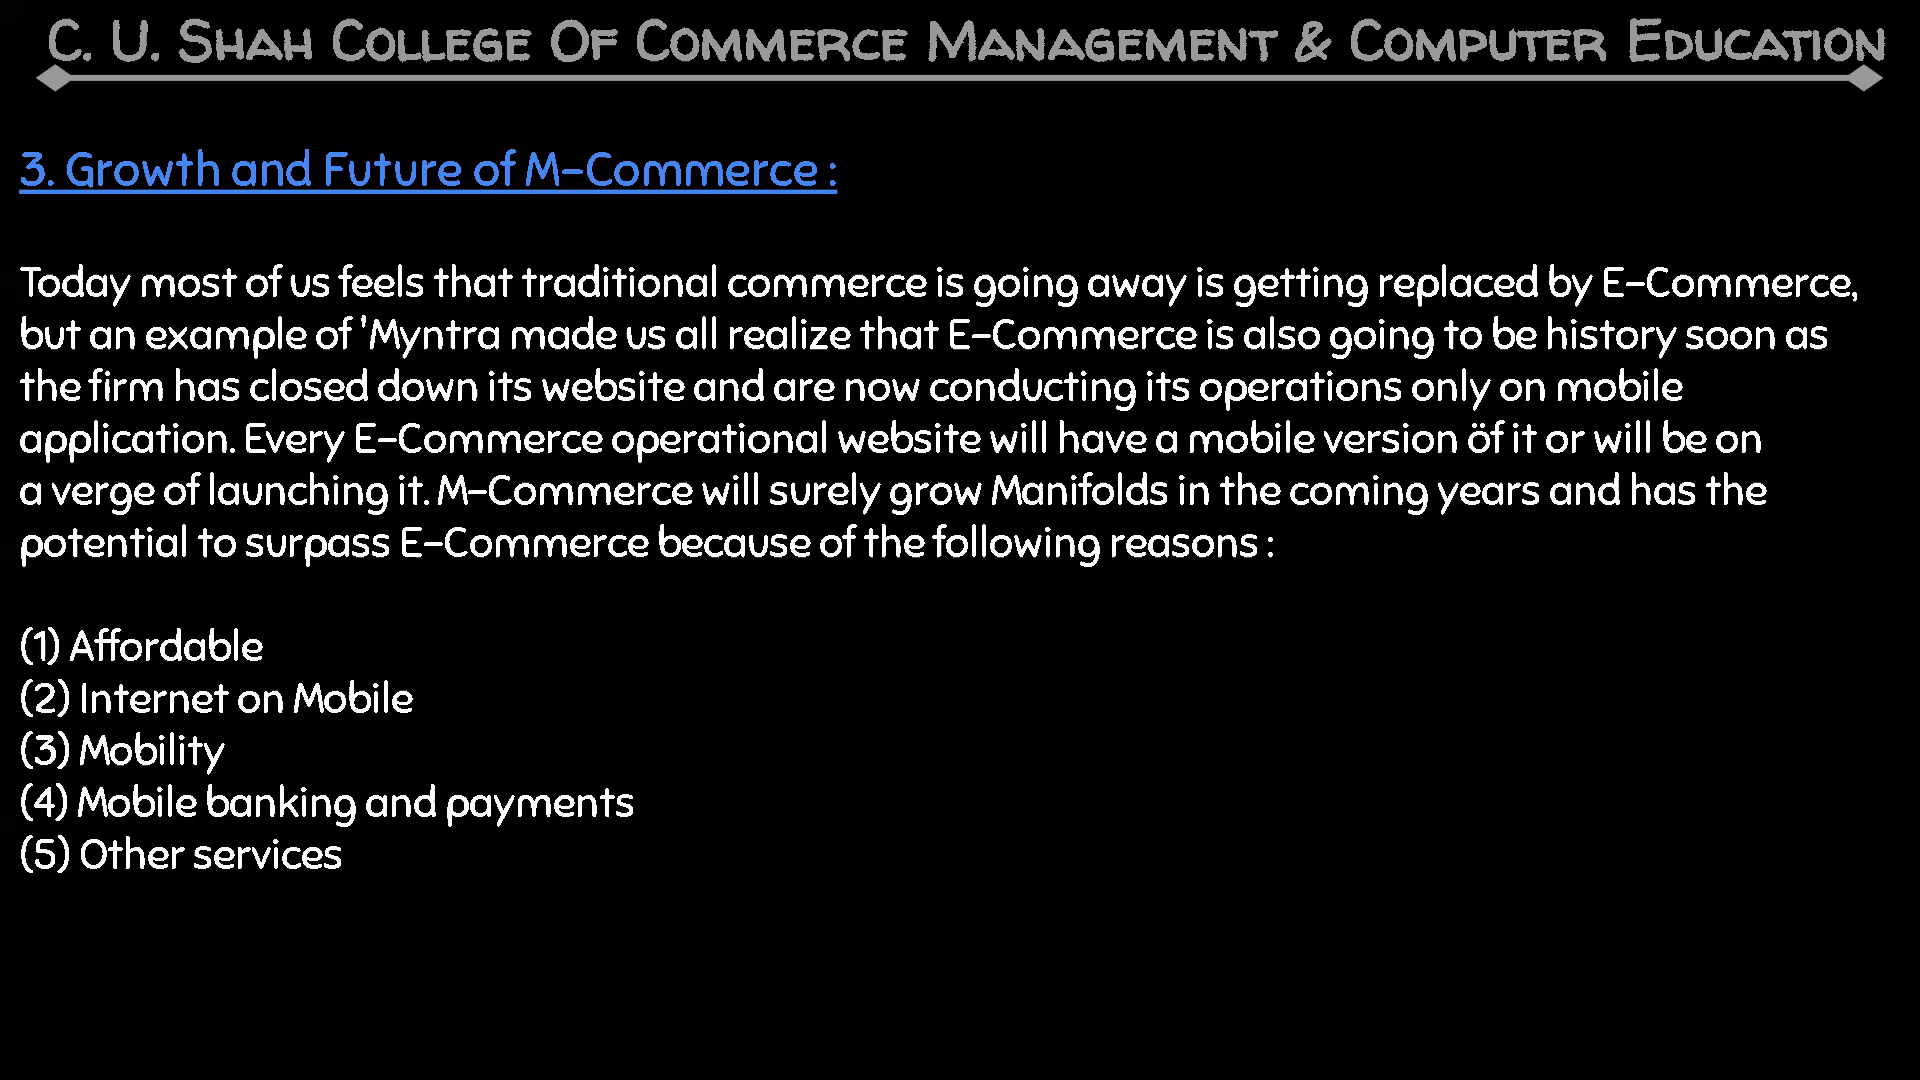 C. U. Shah College Of Commerce Management & Computer Education
3. Growth and Future of M-Commerce :
Today most of us feels that traditional commerce is going away is getting replaced by E-Commerce,
but an example of 'Myntra made us all realize that E-Commerce is also going to be history soon as
the firm has closed down its website and are now conducting its operations only on mobile
application. Every E-Commerce operational website will have a mobile version öf it or will be on
a verge of launching it. M-Commerce will surely grow Manifolds in the coming years and has the
potential to surpass E-Commerce because of the following reasons :
(1) Affordable
(2) Internet on Mobile
(3) Mobility
(4) Mobile banking and payments
(5) Other services